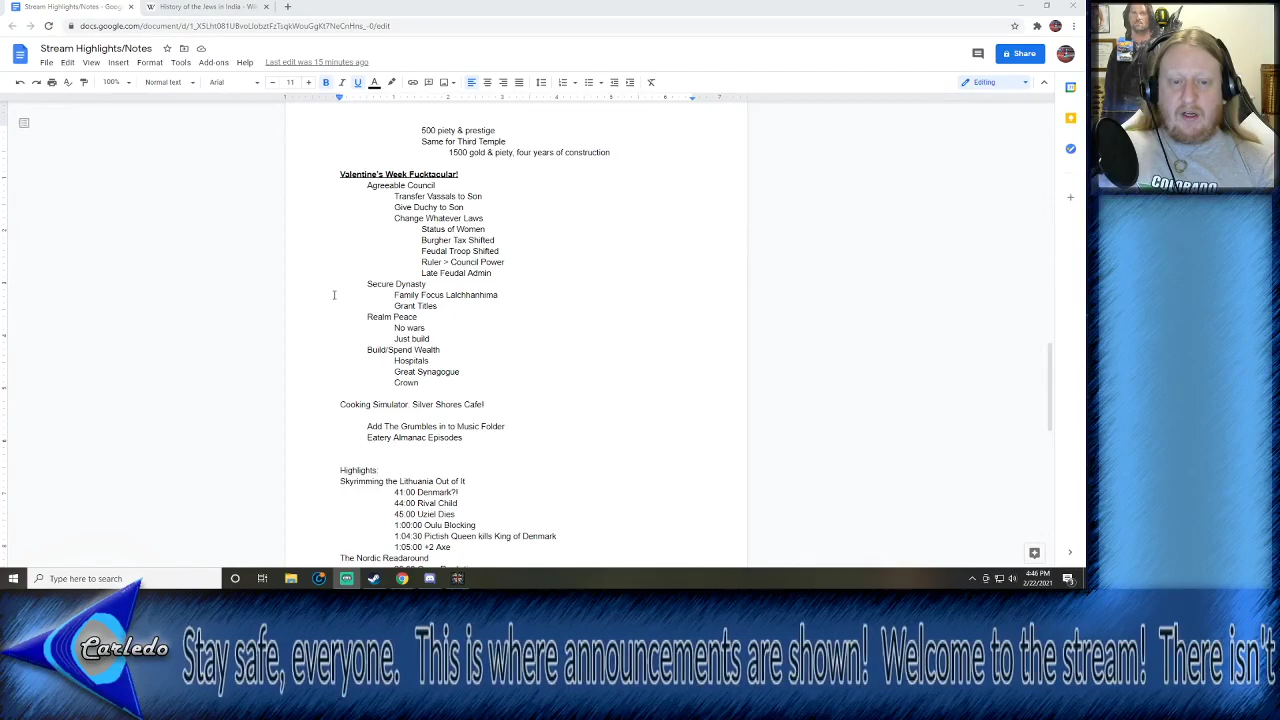 Stream Highlights/Notes - Goog
History of the Jews in India - Wi
docs.google.com/document/d/1_X5Lht081UBvoLlobztFzTsqkWouGgKt7NeCnHns_-0/edit
Stream Highlights/Notes
File Edit View Insert Format Tools Add-ons Help Last edit was 15 minutes ago
Share
100% Normal text Arial 11 B I U A Editing
500 piety & prestige
Same for Third Temple
1500 gold & piety, four years of construction
Valentine's Week Fucktacular!
Agreeable Council
Transfer Vassals to Son
Give Duchy to Son
Change Whatever Laws
Status of Women
Burgher Tax Shifted
Feudal Troop Shifted
Ruler > Council Power
Late Feudal Admin
Secure Dynasty
Family Focus Lalchhanhima
Grant Titles
Realm Peace
No wars
Just build
Build/Spend Wealth
Hospitals
Great Synagogue
Crown
Cooking Simulator. Silver Shores Cafe!
Add The Grumbles in to Music Folder
Eatery Almanac Episodes
Highlights:
Skyrimming the Lithuania Out of It
41:00 Denmark?!
44:00 Rival Child
45:00 Uziel Dies
1:00:00 Oulu Blocking
1:04:30 Pictish Queen kills King of Denmark
1:05:00 +2 Axe
The Nordic Readaround
COLORADO
Type here to search
4:46 PM
2/22/2021
Carledo
Stay safe, everyone. This is where announcements are shown! Welcome to the stream! There isn't